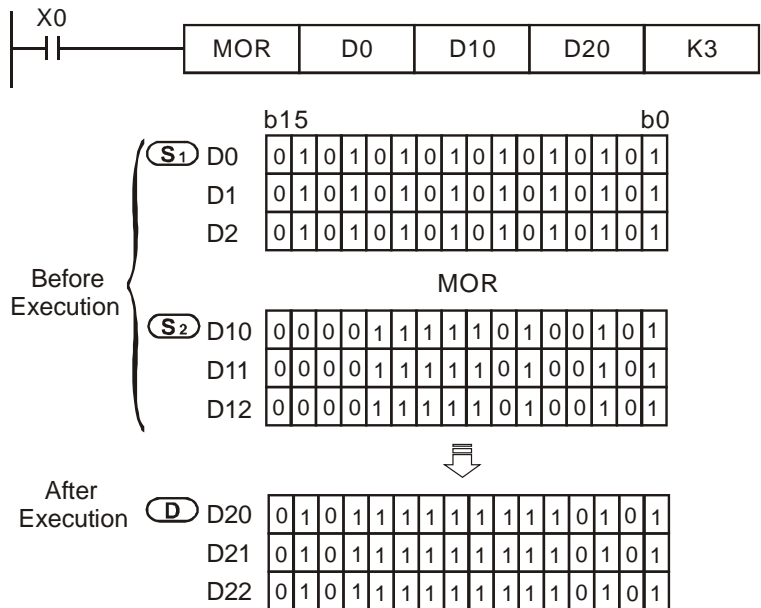 X0
MOR D0 D10 D20 K3
b15 b0
S1 D0 0 1 0 1 0 1 0 1 0 1 0 1 0 1 0 1
D1 0 1 0 1 0 1 0 1 0 1 0 1 0 1 0 1
D2 0 1 0 1 0 1 0 1 0 1 0 1 0 1 0 1
Before
Execution
MOR
S2 D10 0 0 0 0 1 1 1 1 1 0 1 0 0 1 0 1
D11 0 0 0 0 1 1 1 1 1 0 1 0 0 1 0 1
D12 0 0 0 0 1 1 1 1 1 0 1 0 0 1 0 1
After
Execution
D D20 0 1 0 1 1 1 1 1 1 1 1 1 0 1 0 1
D21 0 1 0 1 1 1 1 1 1 1 1 1 0 1 0 1
D22 0 1 0 1 1 1 1 1 1 1 1 1 0 1 0 1